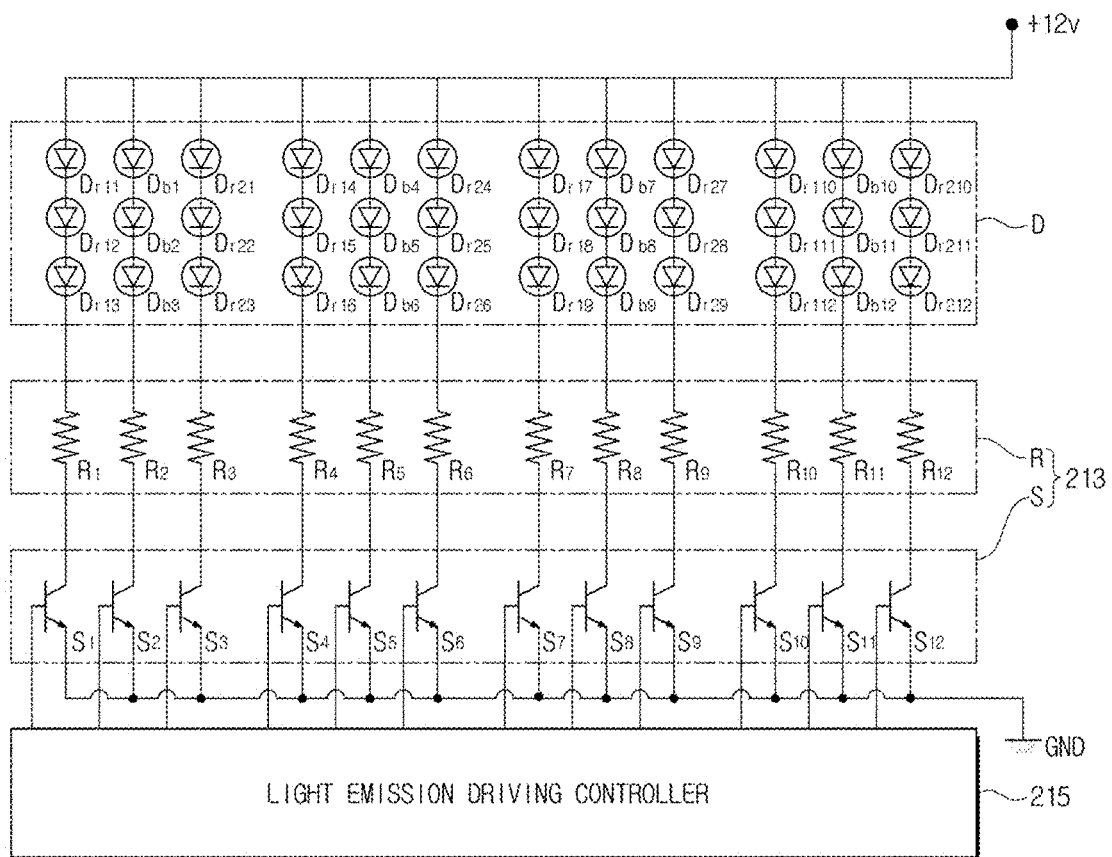 +12v
Dr11 Db1 Dr21 Dr14 Db4 Dr24 Dr17 Db7 Dr27 Dr110 Db10 Dr210
Dr12 Db2 Dr22 Dr15 Db5 Dr25 Dr18 Db8 Dr28 Dr111 Db11 Dr211
D
Dr13 Db3 Dr23 Dr16 Db6 Dr26 Dr19 Db9 Dr29 Dr112 Db12 Dr212
R1 R2 R3 R4 R5 R6 R7 R8 R9 R10 R11 R12
R
S
213
S1 S2 S3 S4 S5 S6 S7 S8 S9 S10 S11 S12
GND
LIGHT EMISSION DRIVING CONTROLLER
215